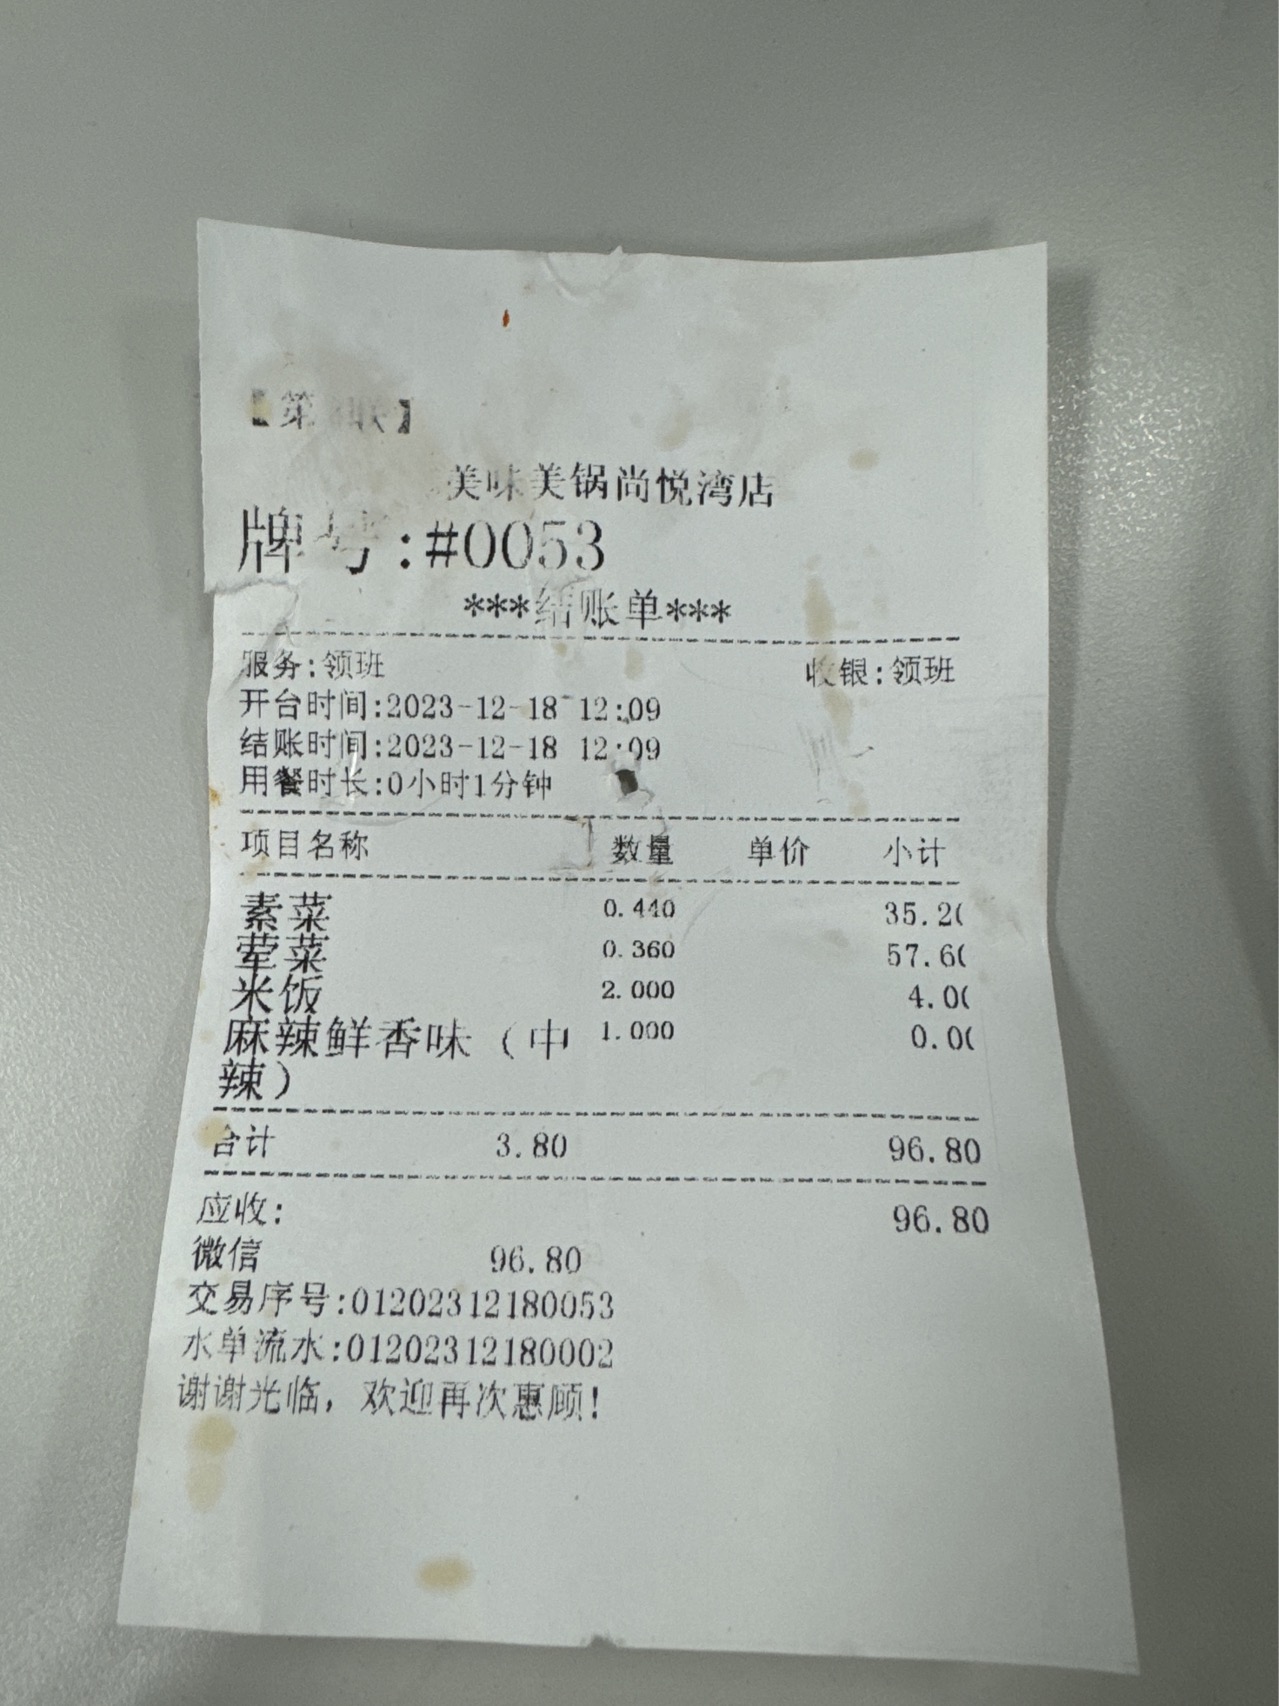 【第 联】
美味美锅尚悦湾店
牌号:#0053
***结账单***
服务:领班 收银:领班
开台时间:2023-12-18 12:09
结账时间:2023-12-18 12:09
用餐时长:0小时1分钟
项目名称 数量 单价 小计
素菜 0.440 35.20
荤菜 0.360 57.60
米饭 2.000 4.00
麻辣鲜香味（中 1.000 0.00
辣）
合计 3.80 96.80
应收: 96.80
微信 96.80
交易序号:01202312180053
水单流水:01202312180002
谢谢光临，欢迎再次惠顾!